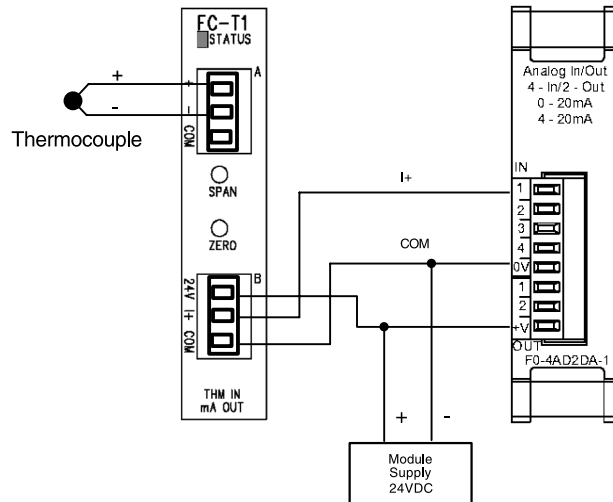 FC-T1
STATUS
A
+
-
COM
SPAN
ZERO
B
24V
I+
COM
THM IN
mA OUT
+
-
Thermocouple
I+
COM
+
-
Module
Supply
24VDC
Analog In/Out
4 - In/2 - Out
0 - 20mA
4 - 20mA
IN
1
2
3
4
0V
1
2
+V
OUT
F0-4AD2DA-1